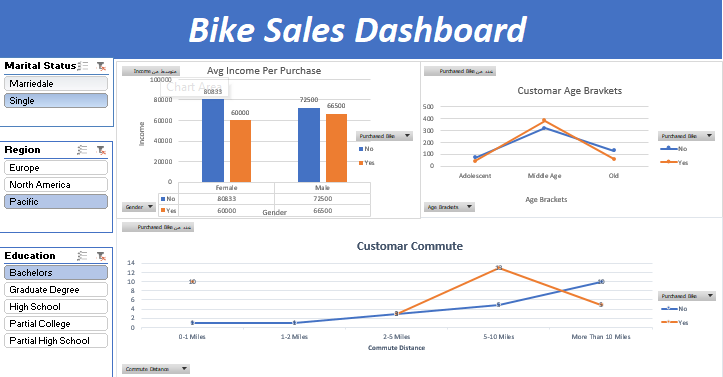 Bike Sales Dashboard
Marital Status
Marriedale
Single
Region
Europe
North America
Pacific
Education
Bachelors
Graduate Degree
High School
Partial College
Partial High School
متوسط من Income
Avg Income Per Purchase
Chart Area
100000
80000
60000
40000
20000
0
Income
80833
60000
72500
66500
Female
Male
No
80833
72500
Yes
60000
66500
Gender
Gender
Purchased Bike
No
Yes
عدد من Purchased Bike
Customar Age Bravkets
500
400
300
200
100
0
Adolescent
Middle Age
Old
Age Brackets
Age Brackets
Purchased Bike
No
Yes
عدد من Purchased Bike
Customar Commute
14
12
10
8
6
4
2
0
10
1
1
3
3
13
5
10
5
0-1 Miles
1-2 Miles
2-5 Miles
5-10 Miles
More Than 10 Miles
Commute Distance
Commute Distance
Purchased Bike
No
Yes